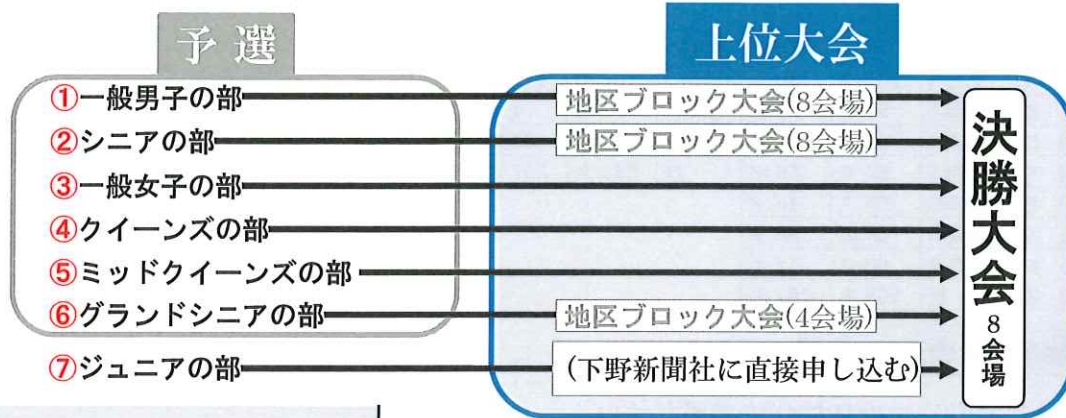 予選
上位大会
①一般男子の部 地区ブロック大会(8会場)
②シニアの部 地区ブロック大会(8会場)
③一般女子の部
④クイーンズの部
⑤ミッドクイーンズの部
⑥グランドシニアの部 地区ブロック大会(4会場)
⑦ジュニアの部 (下野新聞社に直接申し込む)
決勝大会 8会場